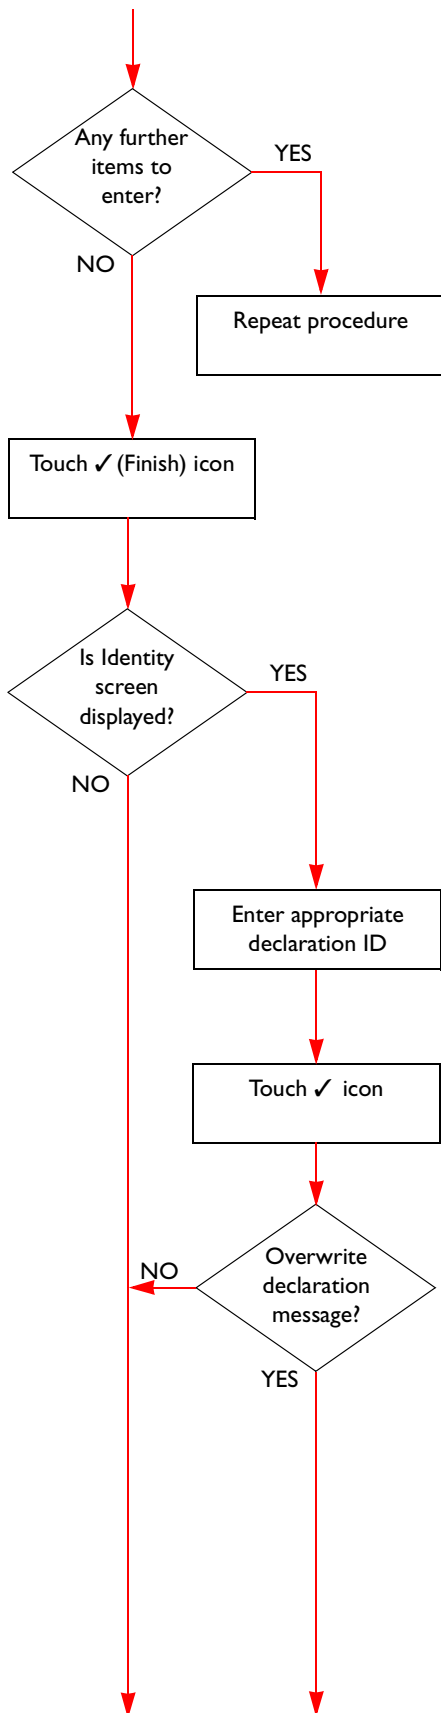 Any further
items to
enter?
YES
NO
Repeat procedure
Touch ✓ (Finish) icon
Is Identity
screen
displayed?
YES
NO
Enter appropriate
declaration ID
Touch ✓ icon
Overwrite
declaration
message?
NO
YES